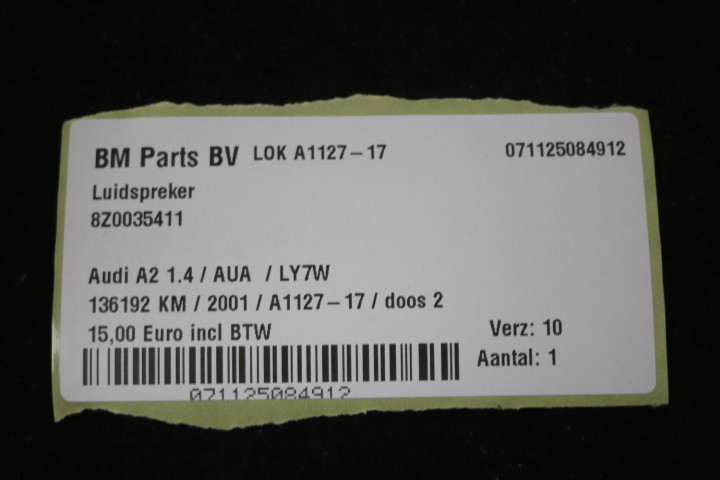 BM Parts BV LOK A1127-17 071125084912
Luidspreker
8Z0035411
Audi A2 1.4 / AUA / LY7W
136192 KM / 2001 / A1127-17 / doos 2
15,00 Euro incl BTW Verz: 10
Aantal: 1
071125084912